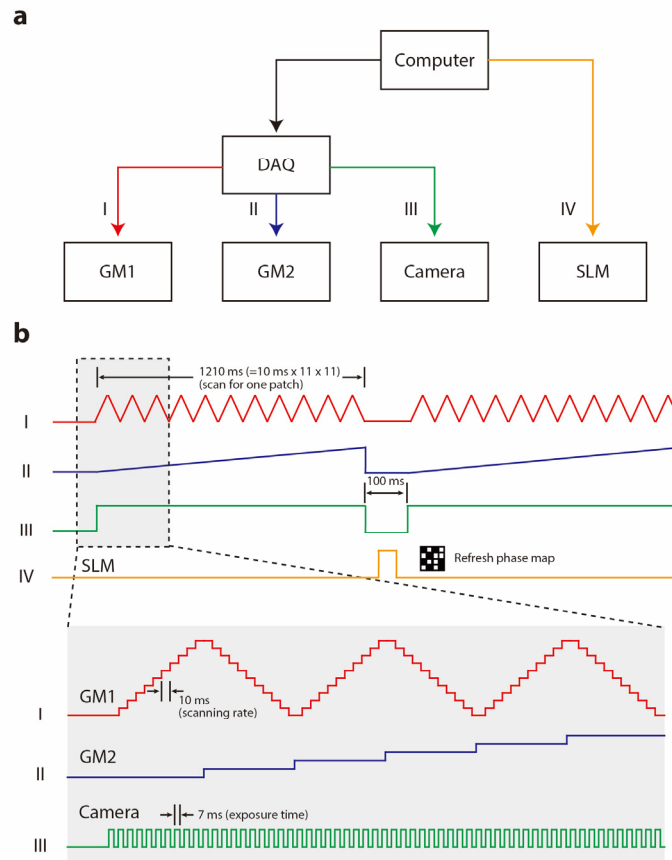 a
Computer
DAQ
I
II
III
IV
GM1
GM2
Camera
SLM
b
1210 ms (=10 ms x 11 x 11)
(scan for one patch)
I
II
100 ms
III
SLM
Refresh phase map
IV
GM1
10 ms
(scanning rate)
I
GM2
II
Camera
7 ms (exposure time)
III